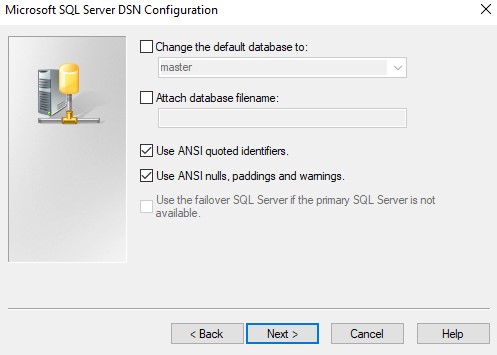 Microsoft SQL Server DSN Configuration
Change the default database to:
master
Attach database filename:
Use ANSI quoted identifiers.
Use ANSI nulls, paddings and warnings.
Use the failover SQL Server if the primary SQL Server is not
available.
< Back
Next >
Cancel
Help